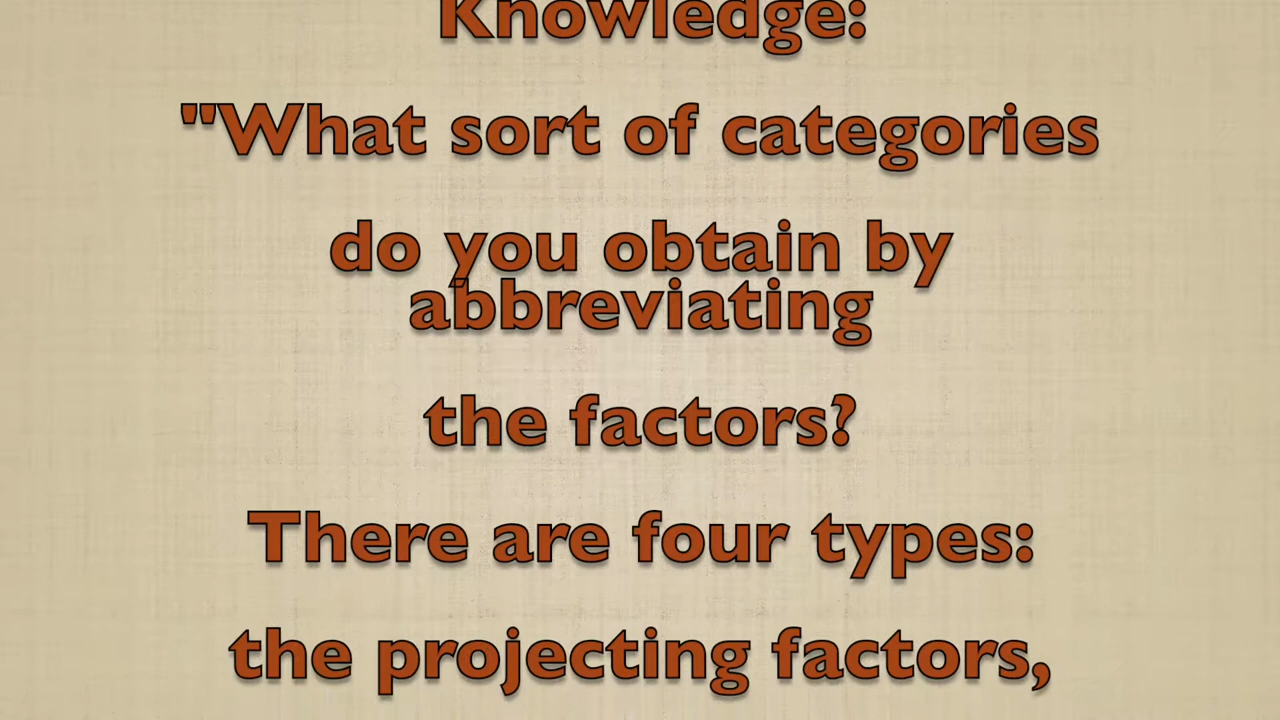 Knowledge:
"What sort of categories
do you obtain by
abbreviating
the factors?
There are four types:
the projecting factors,